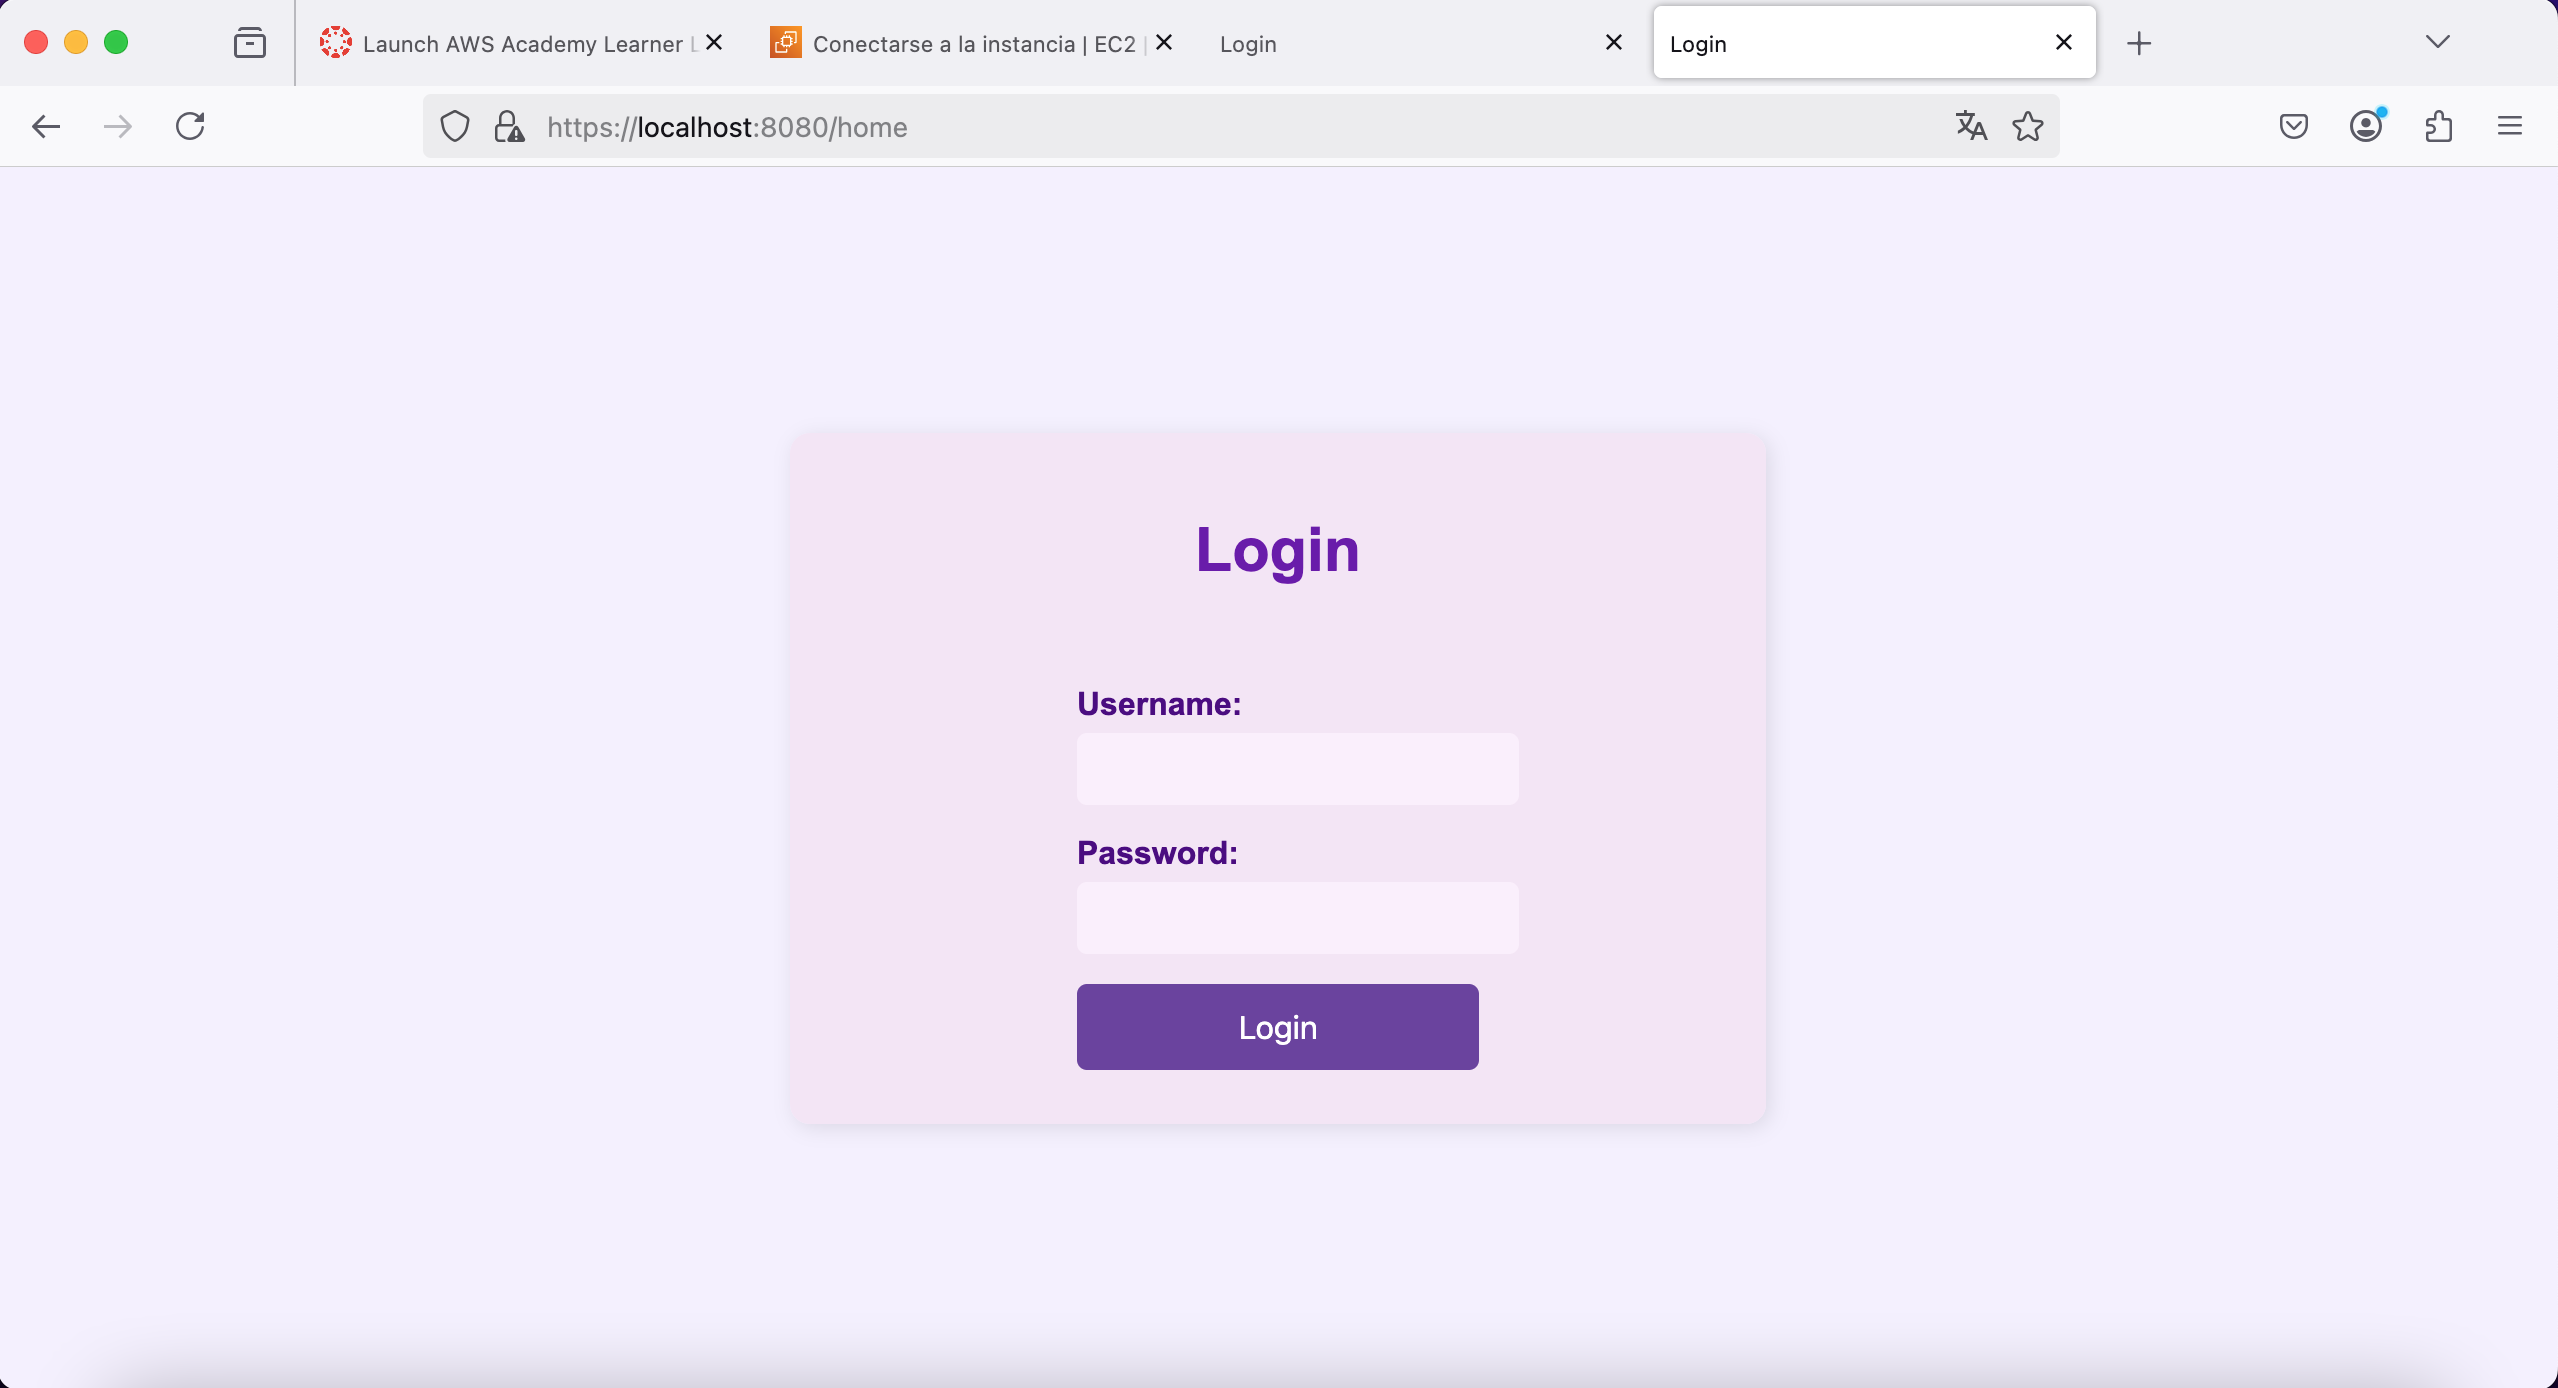 Launch AWS Academy Learner L
Conectarse a la instancia | EC2 |
Login
Login
https://localhost:8080/home
Login
Username:
Password:
Login